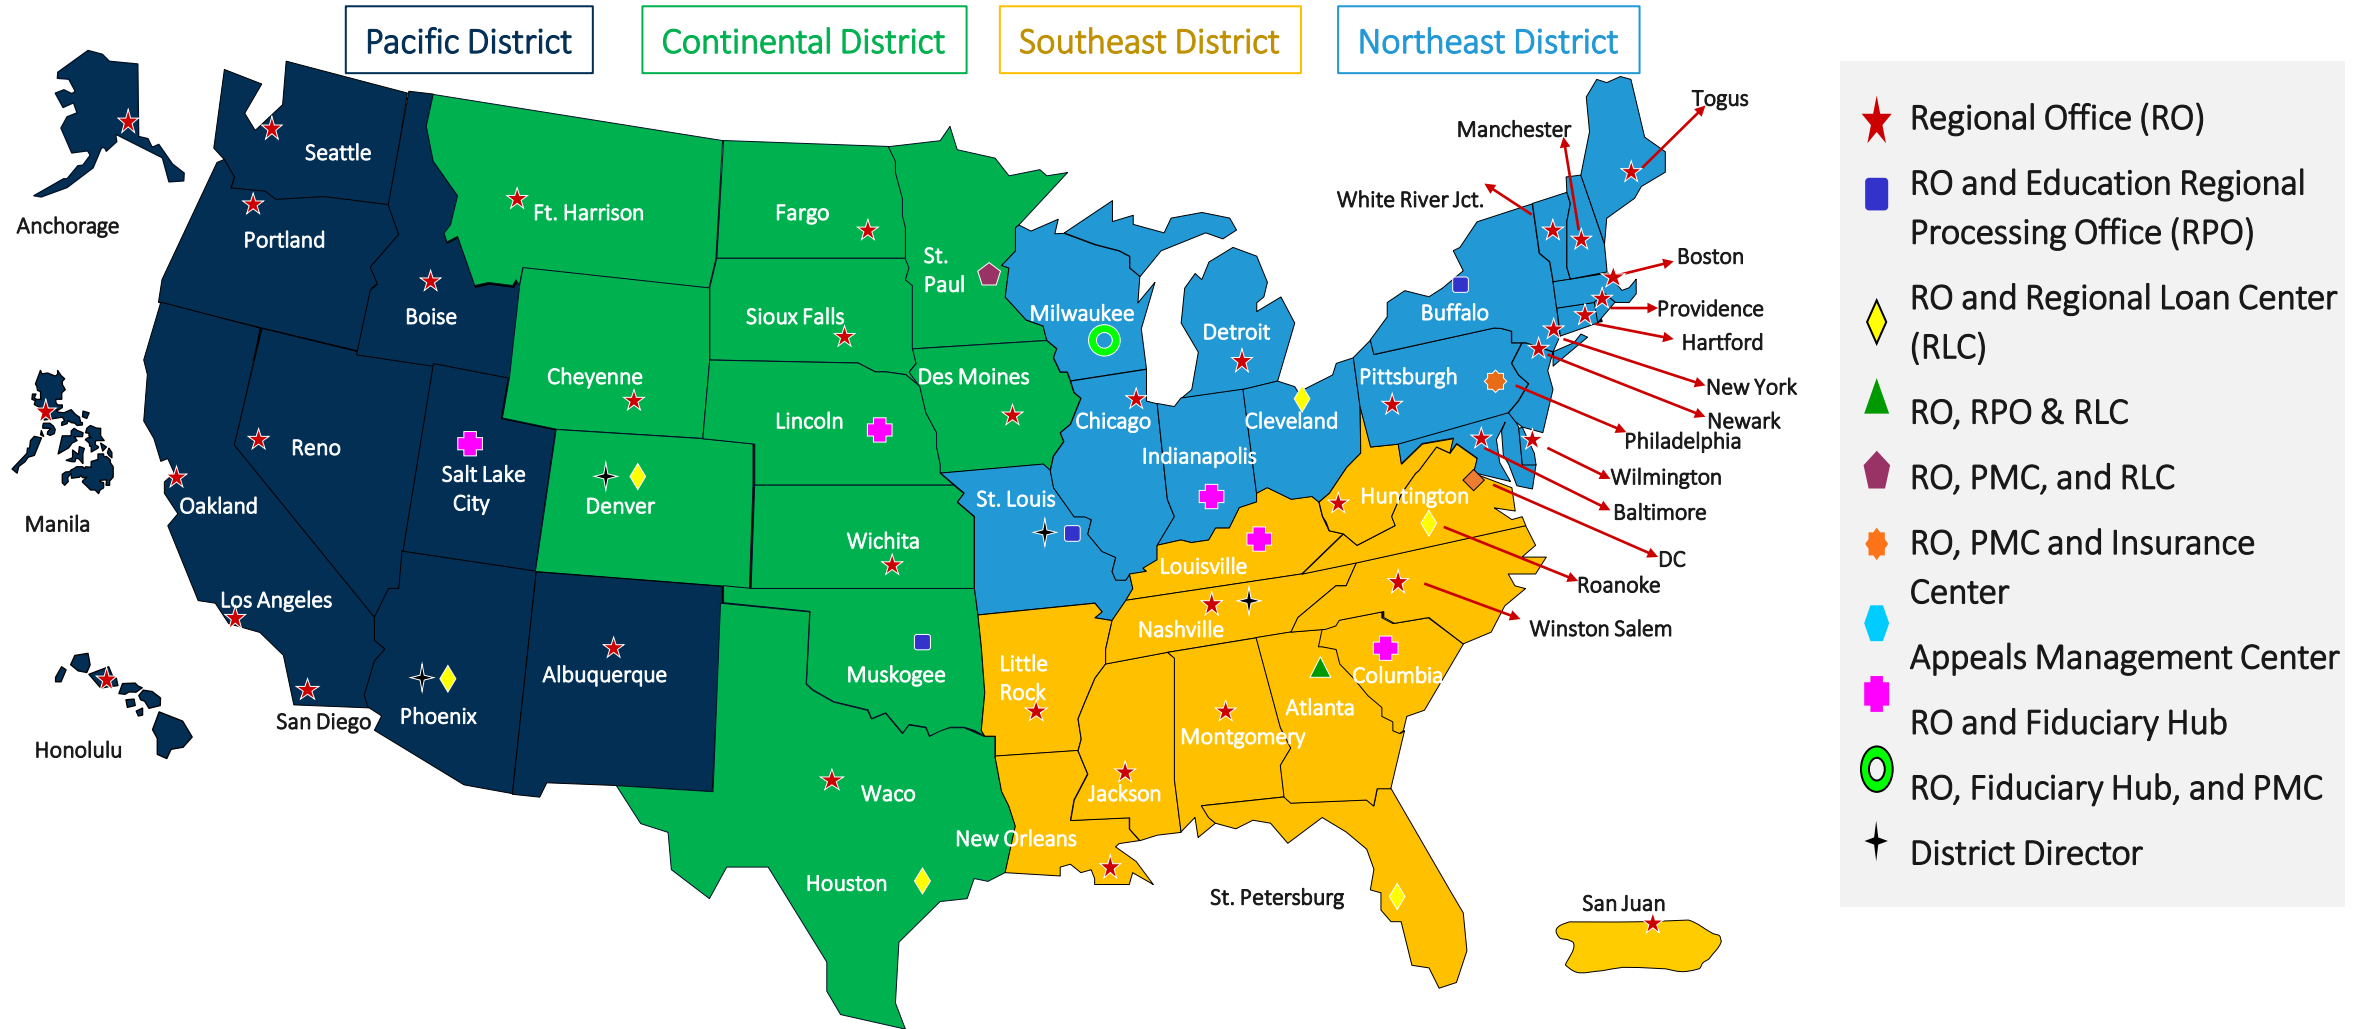 Pacific District
Continental District
Southeast District
Northeast District
Togus
Manchester
White River Jct.
Seattle
Anchorage
Portland
Ft. Harrison
Fargo
St.
Paul
Boston
Boise
Sioux Falls
Milwaukee
Detroit
Buffalo
Providence
Hartford
Cheyenne
Des Moines
Pittsburgh
New York
Newark
Lincoln
Chicago
Cleveland
Philadelphia
Reno
Salt Lake
City
Indianapolis
Wilmington
Oakland
Denver
St. Louis
Huntington
Baltimore
Manila
Wichita
Louisville
DC
Roanoke
Los Angeles
Nashville
Winston Salem
Albuquerque
Muskogee
Little
Rock
Columbia
San Diego
Phoenix
Atlanta
Montgomery
Honolulu
Waco
Jackson
New Orleans
Houston
St. Petersburg
San Juan
Regional Office (RO)
RO and Education Regional
Processing Office (RPO)
RO and Regional Loan Center
(RLC)
RO, RPO & RLC
RO, PMC, and RLC
RO, PMC and Insurance
Center
Appeals Management Center
RO and Fiduciary Hub
RO, Fiduciary Hub, and PMC
District Director